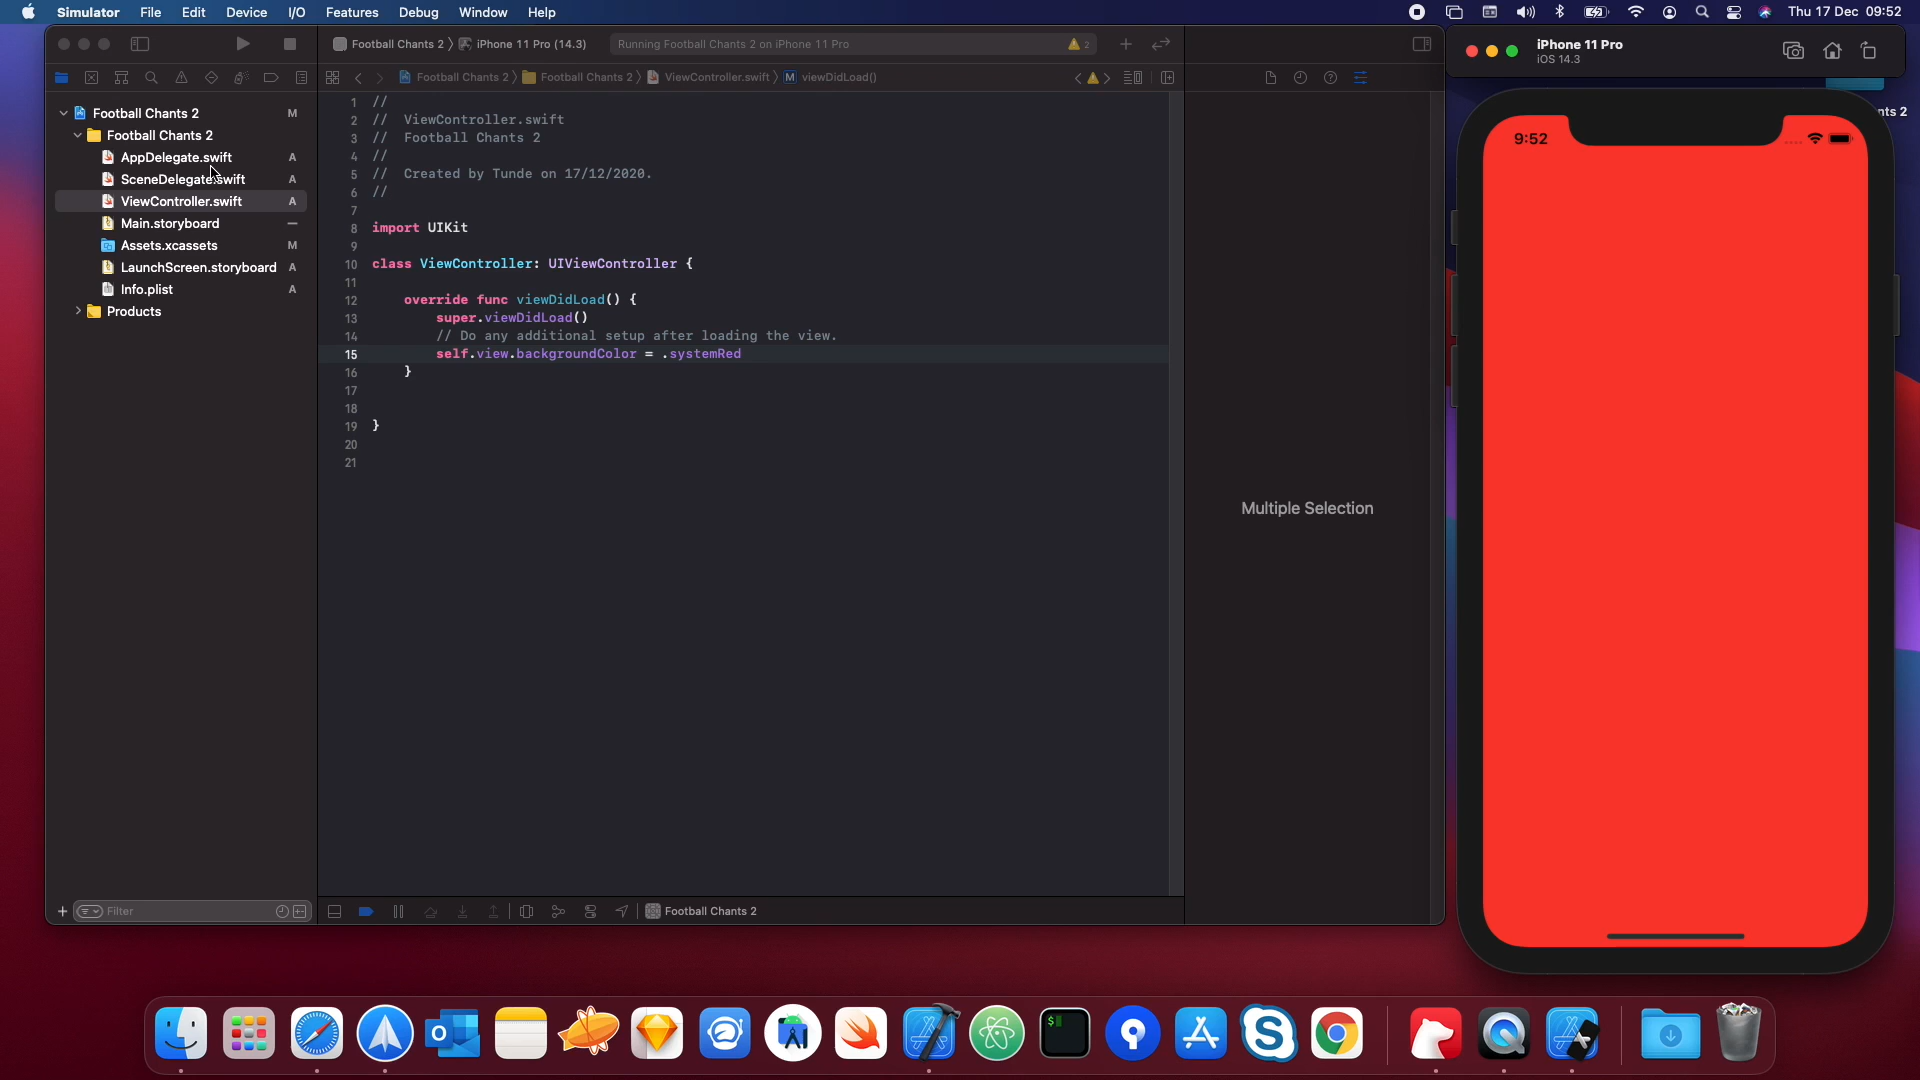 Simulator File Edit Device I/O Features Debug Window Help
Thu 17 Dec 09:52
Football Chants 2 iPhone 11 Pro (14.3)
Running Football Chants 2 on iPhone 11 Pro
2
iPhone 11 Pro
iOS 14.3
Football Chants 2 Football Chants 2 ViewController.swift M viewDidLoad()
Football Chants 2 M
Football Chants 2
AppDelegate.swift A
SceneDelegate.swift A
ViewController.swift A
Main.storyboard
Assets.xcassets M
LaunchScreen.storyboard A
Info.plist A
Products
1 //
2 // ViewController.swift
3 // Football Chants 2
4 //
5 // Created by Tunde on 17/12/2020.
6 //
7
8 import UIKit
9
10 class ViewController: UIViewController {
11
12 override func viewDidLoad() {
13 super.viewDidLoad()
14 // Do any additional setup after loading the view.
15 self.view.backgroundColor = .systemRed
16 }
17
18
19 }
20
21
Multiple Selection
nts 2
9:52
Filter
Football Chants 2